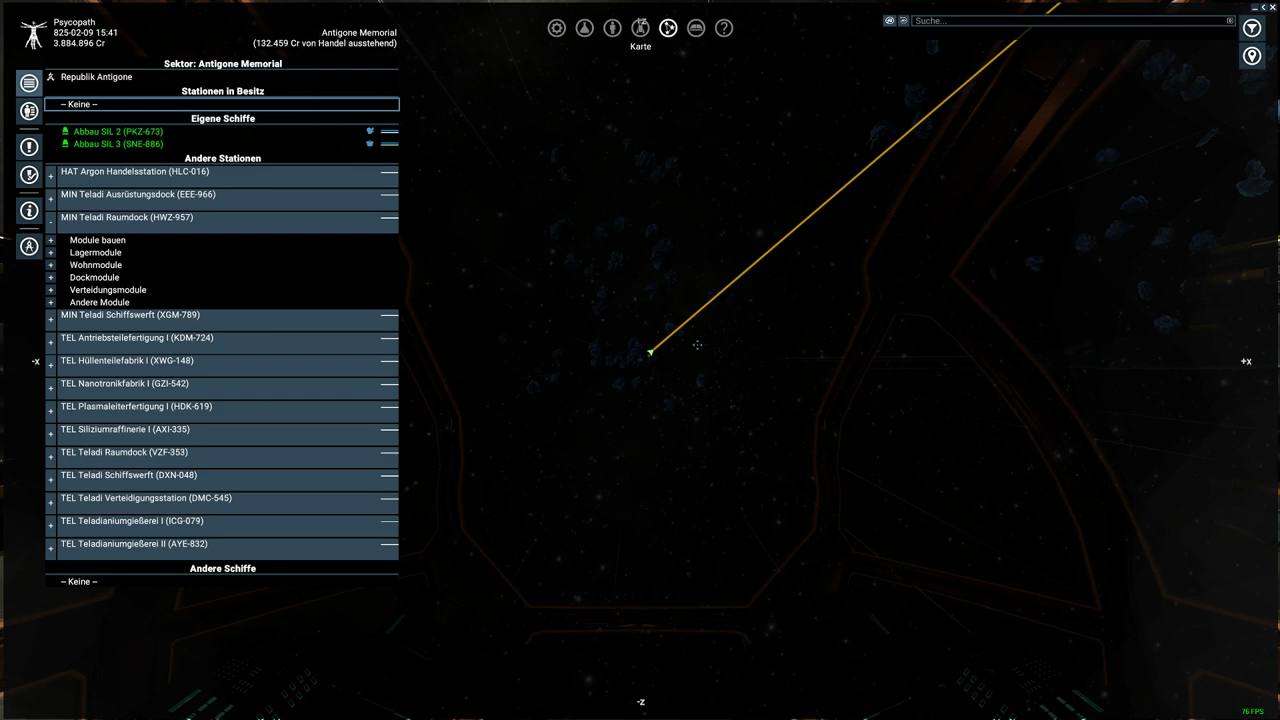 Psycopath
825-02-09 15:41
Antigone Memorial
3.884.896 Cr
(132.459 Cr von Handel ausstehend)
Karte
Suche...
Sektor: Antigone Memorial
Republik Antigone
Stationen in Besitz
-- Keine --
Eigene Schiffe
Abbau SIL 2 (PKZ-673)
Abbau SIL 3 (SNE-886)
Andere Stationen
+ HAT Argon Handelsstation (HLC-016)
+ MIN Teladi Ausrüstungsdock (EEE-966)
- MIN Teladi Raumdock (HWZ-957)
+ Module bauen
+ Lagermodule
+ Wohnmodule
+ Dockmodule
+ Verteidungsmodule
+ Andere Module
+ MIN Teladi Schiffswerft (XGM-789)
+ TEL Antriebsteilefertigung I (KDM-724)
+ TEL Hüllenteilefabrik I (XWG-148)
+ TEL Nanotronikfabrik I (GZI-542)
+ TEL Plasmaleiterfertigung I (HDK-619)
+ TEL Siliziumraffinerie I (AXI-335)
+ TEL Teladi Raumdock (VZF-353)
+ TEL Teladi Schiffswerft (DXN-048)
+ TEL Teladi Verteidigungsstation (DMC-545)
+ TEL Teladianiumgießerei I (ICG-079)
+ TEL Teladianiumgießerei II (AYE-832)
Andere Schiffe
-- Keine --
-X
+X
-Z
76 FPS